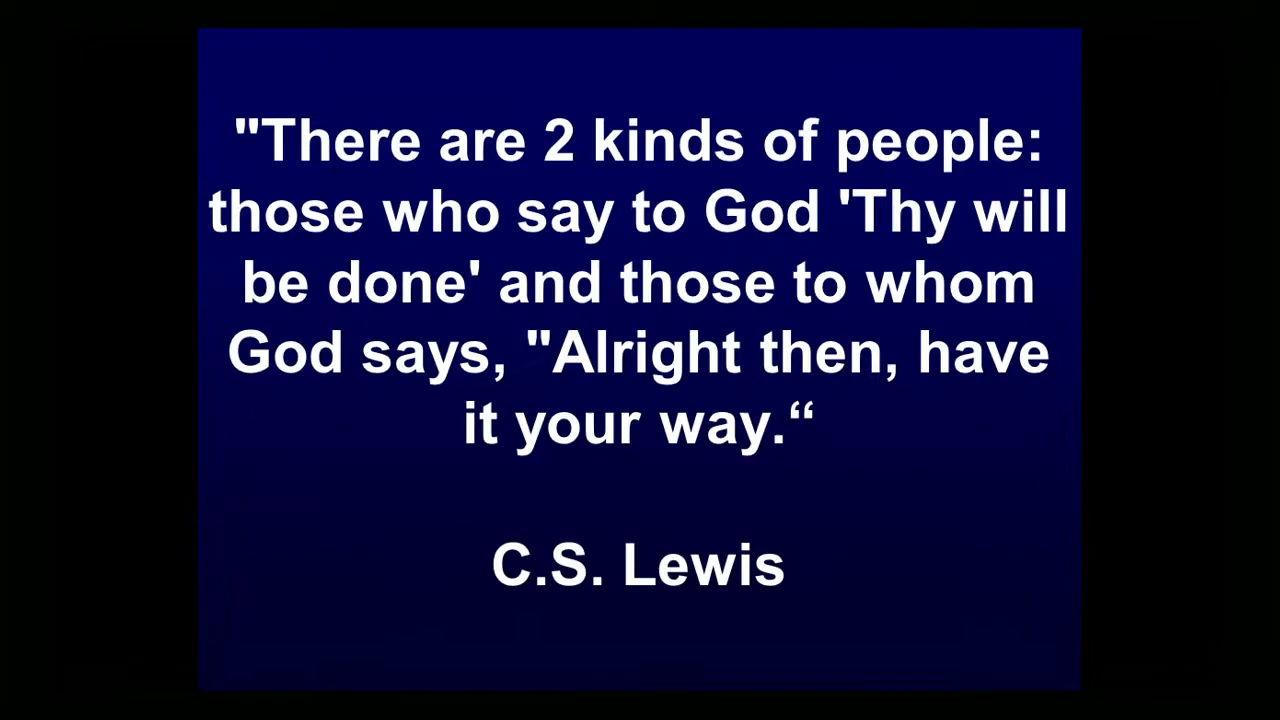 "There are 2 kinds of people:
those who say to God 'Thy will
be done' and those to whom
God says, "Alright then, have
it your way.“
C.S. Lewis